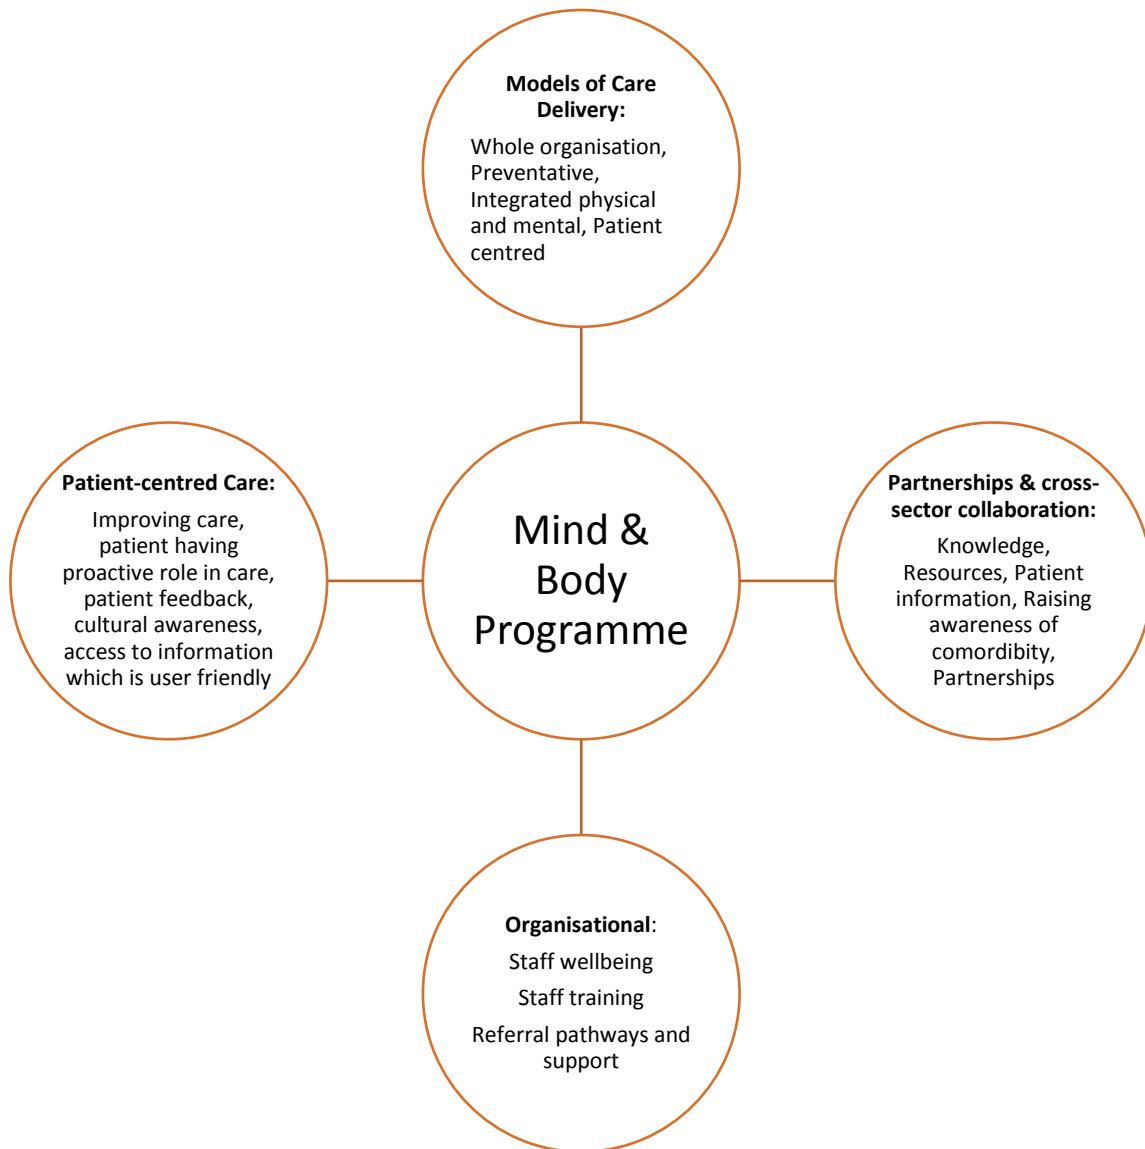 Models of Care
Delivery:
Whole organisation,
Preventative,
Integrated physical
and mental, Patient
centred
Patient-centred Care:
Improving care,
patient having
proactive role in care,
patient feedback,
cultural awareness,
access to information
which is user friendly
Mind &
Body
Programme
Partnerships & cross-
sector collaboration:
Knowledge,
Resources, Patient
information, Raising
awareness of
comordibity,
Partnerships
Organisational:
Staff wellbeing
Staff training
Referral pathways and
support